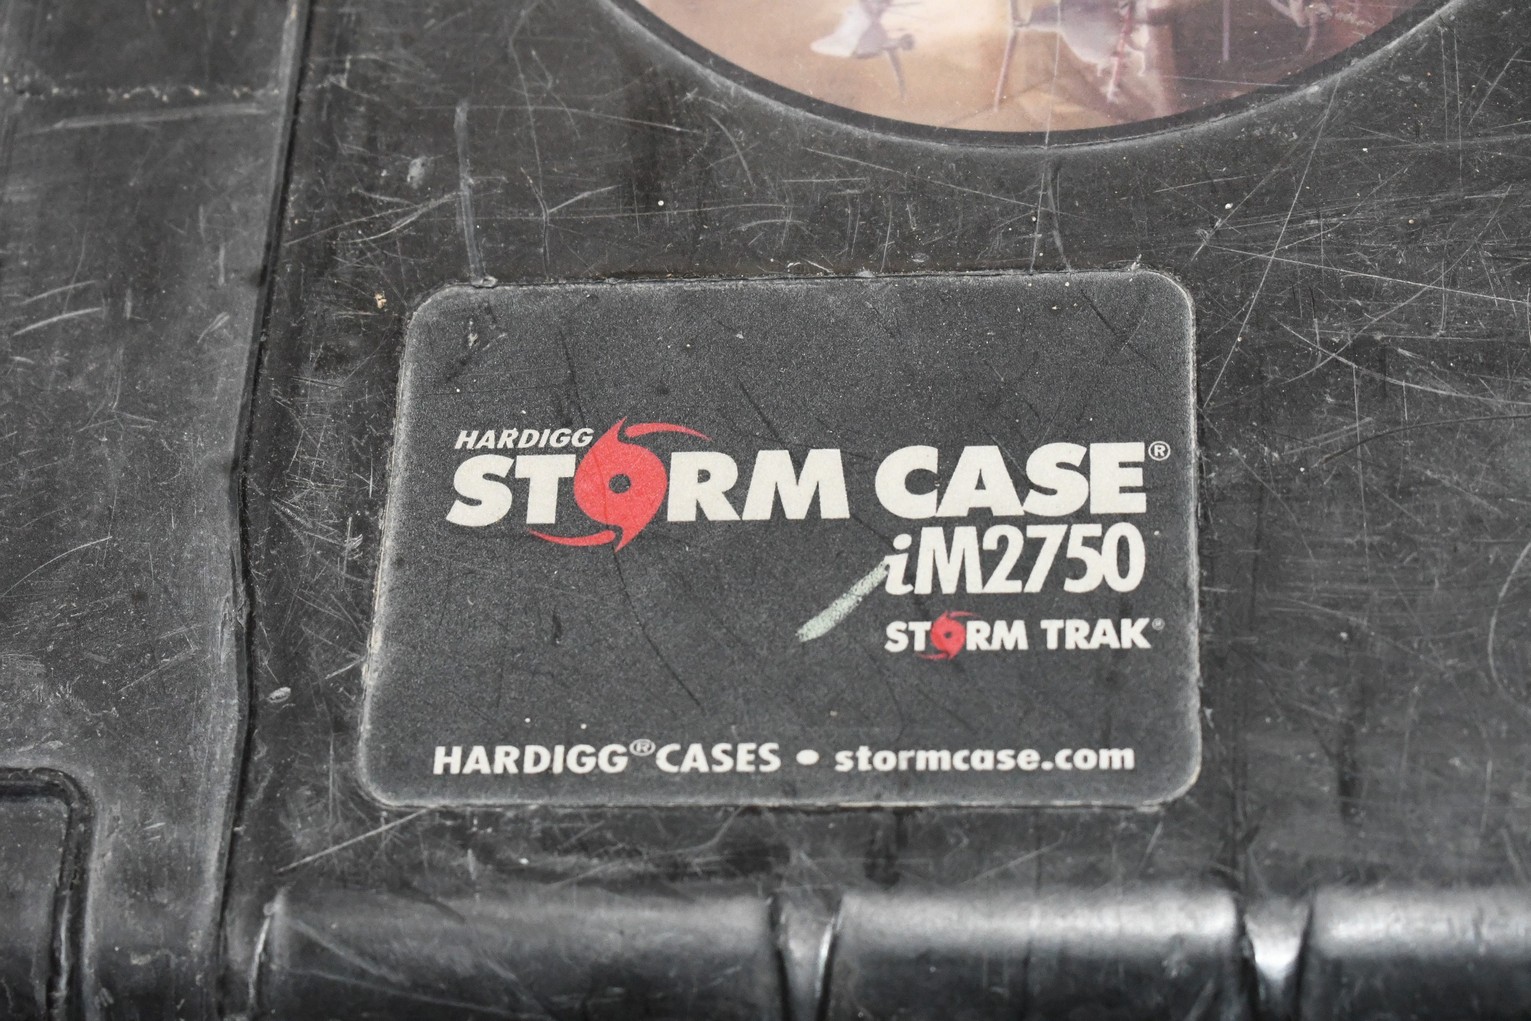 HARDIGG
STORM CASE®
iM2750
STORM TRAK®
HARDIGG® CASES • stormcase.com